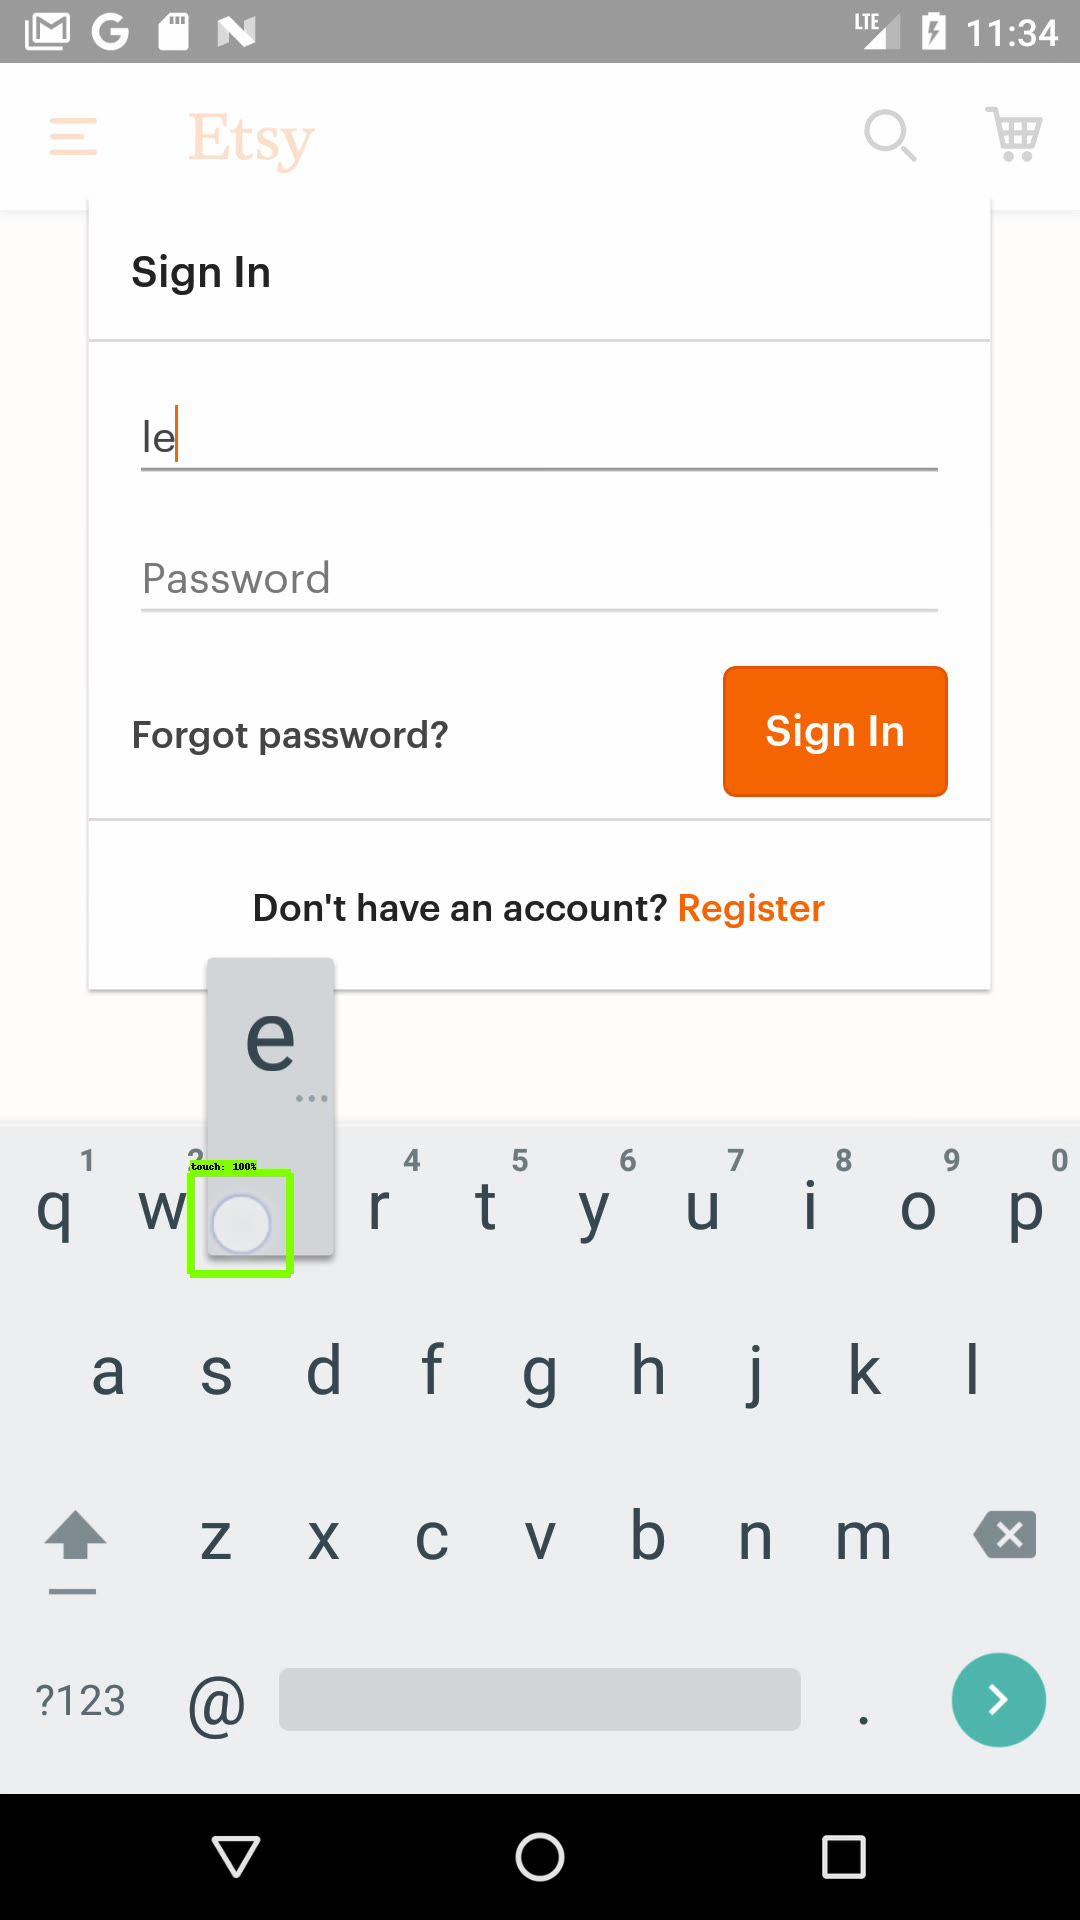 LTE 11:34
Etsy
Sign In
le
Password
Forgot password? Sign In
Don't have an account? Register
e
...
1 4 5 6 7 8 9 0
touch: 100%
q w r t y u i o p
a s d f g h j k l
z x c v b n m
?123 @ .